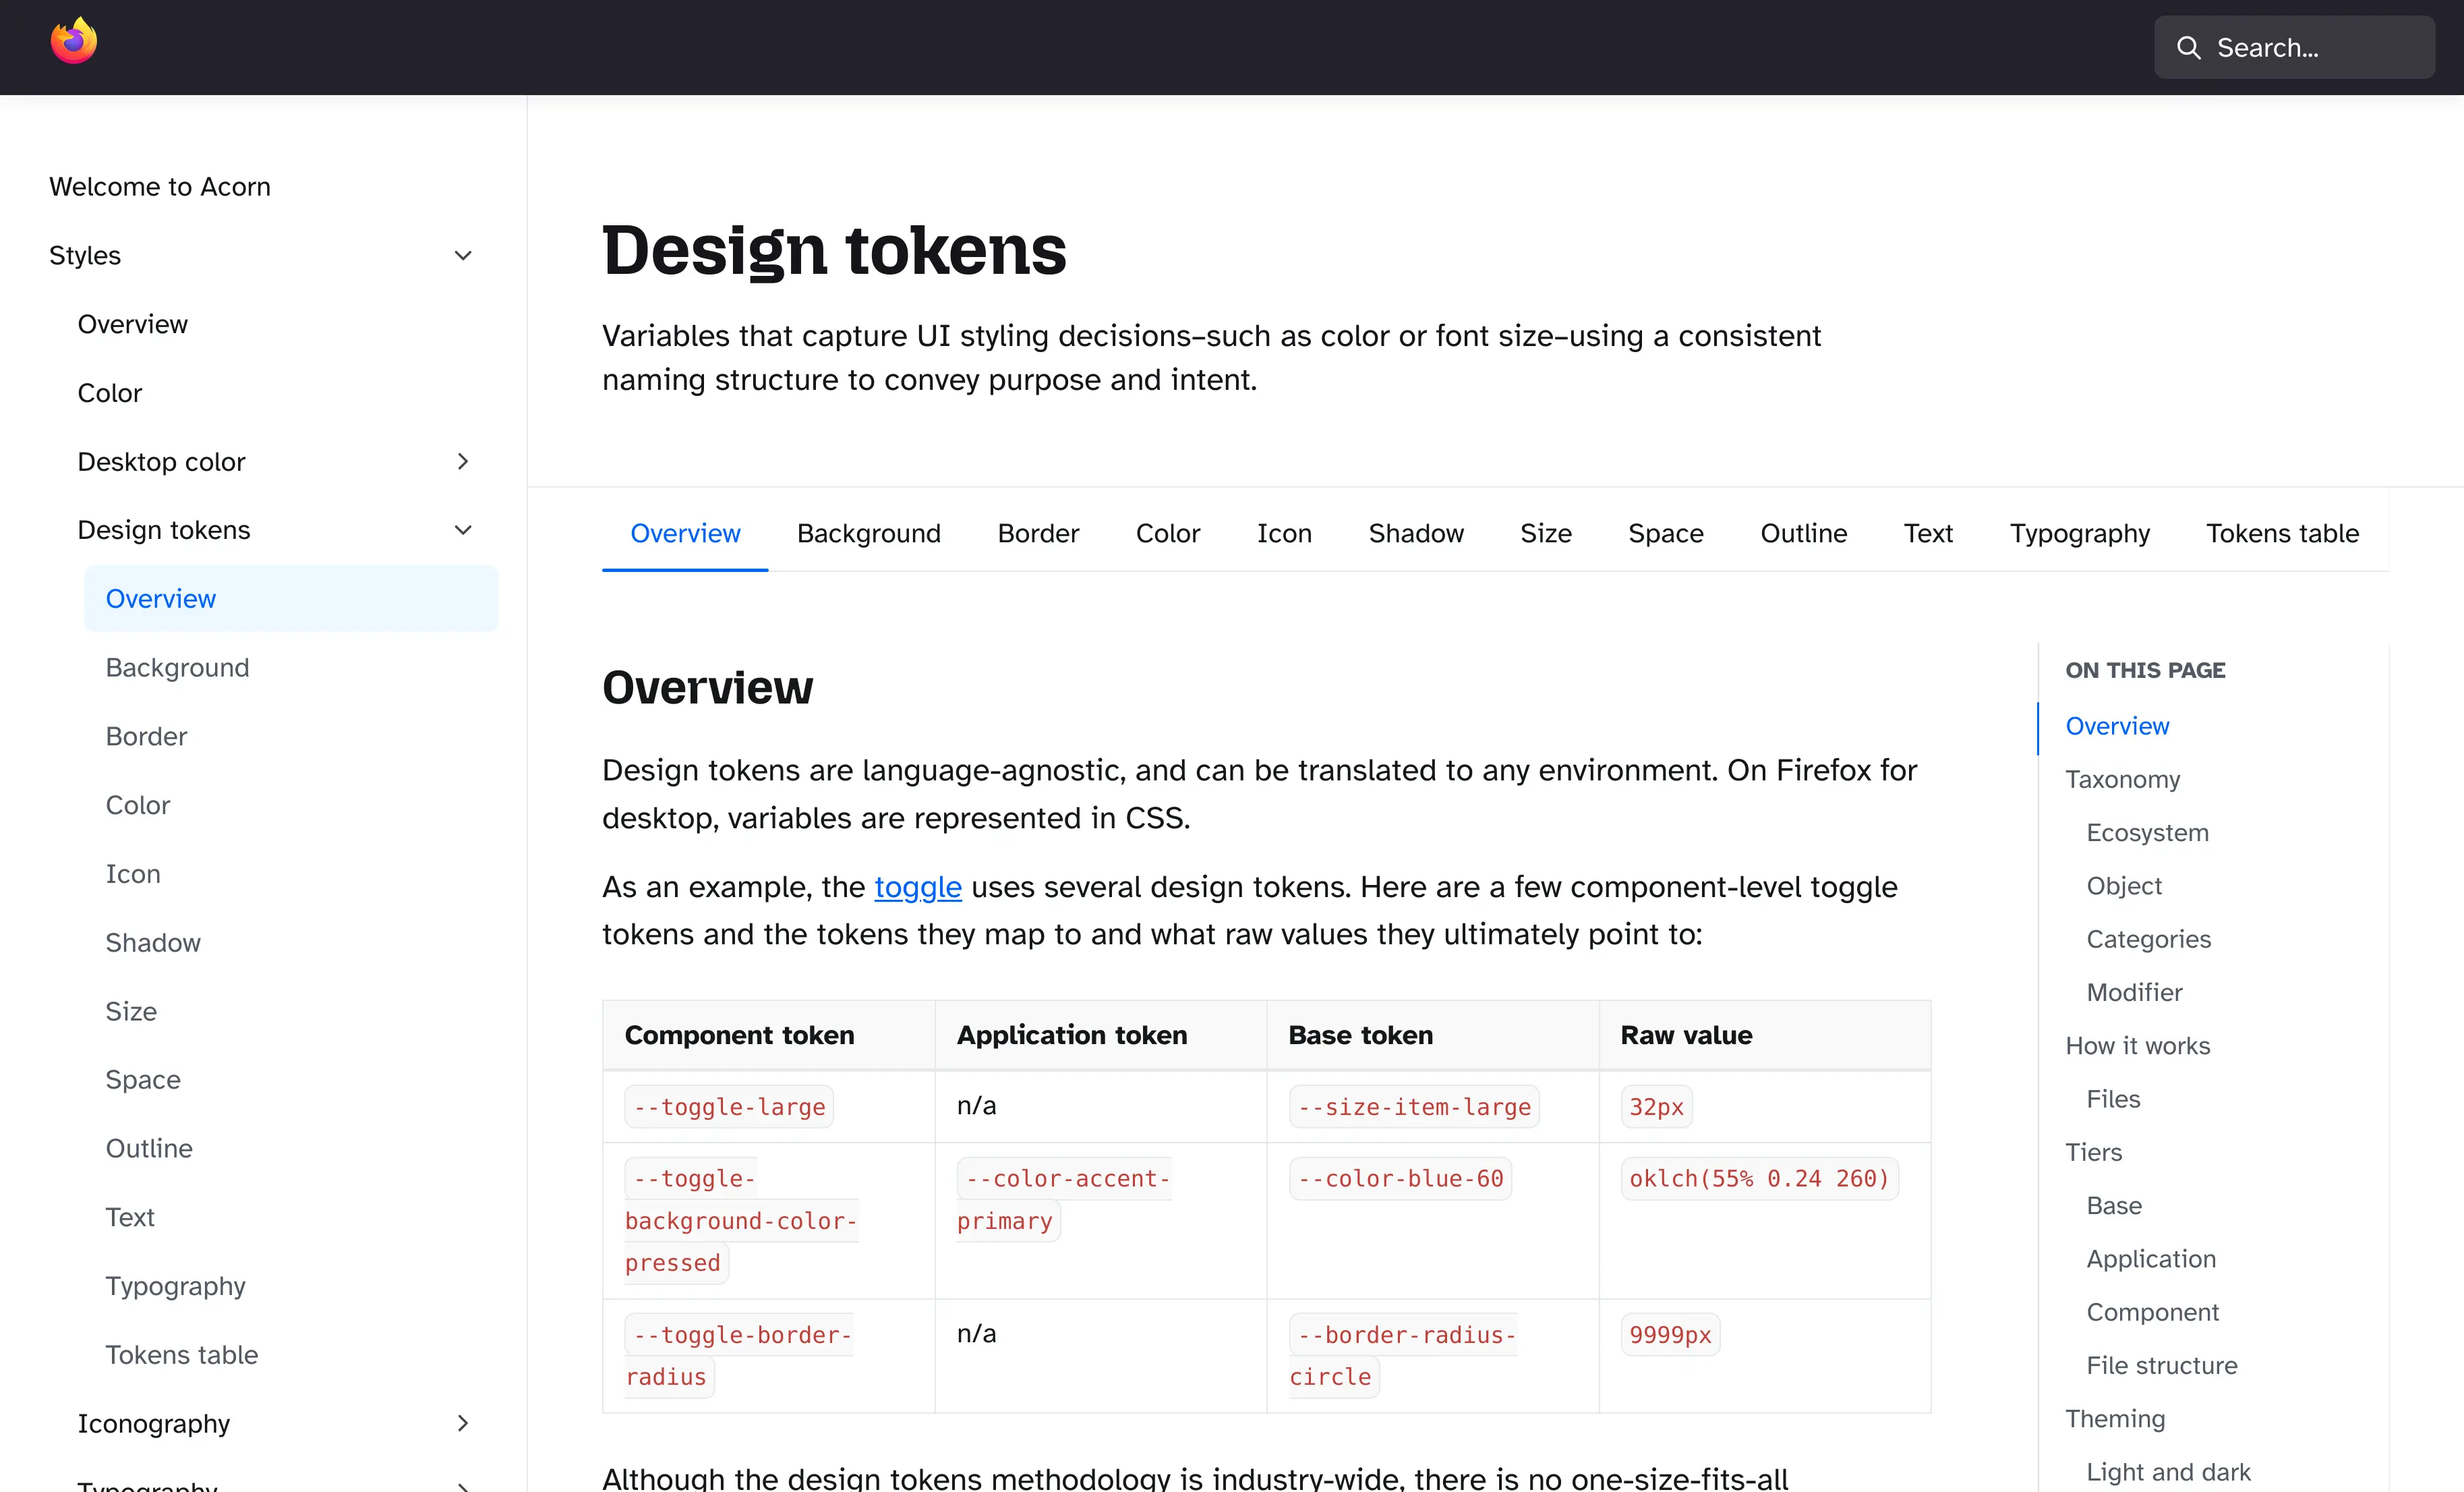 Search...
Welcome to Acorn
Styles
Overview
Color
Desktop color
Design tokens
Overview
Background
Border
Color
Icon
Shadow
Size
Space
Outline
Text
Typography
Tokens table
Iconography
Typography
Design tokens
Variables that capture UI styling decisions–such as color or font size–using a consistent
naming structure to convey purpose and intent.
Overview Background Border Color Icon Shadow Size Space Outline Text Typography Tokens table
Overview
Design tokens are language-agnostic, and can be translated to any environment. On Firefox for
desktop, variables are represented in CSS.
As an example, the toggle uses several design tokens. Here are a few component-level toggle
tokens and the tokens they map to and what raw values they ultimately point to:
Component token Application token Base token Raw value
--toggle-large n/a --size-item-large 32px
--toggle- --color-accent- --color-blue-60 oklch(55% 0.24 260)
background-color- primary
pressed
--toggle-border- n/a --border-radius- 9999px
radius circle
Although the design tokens methodology is industry-wide, there is no one-size-fits-all
ON THIS PAGE
Overview
Taxonomy
Ecosystem
Object
Categories
Modifier
How it works
Files
Tiers
Base
Application
Component
File structure
Theming
Light and dark